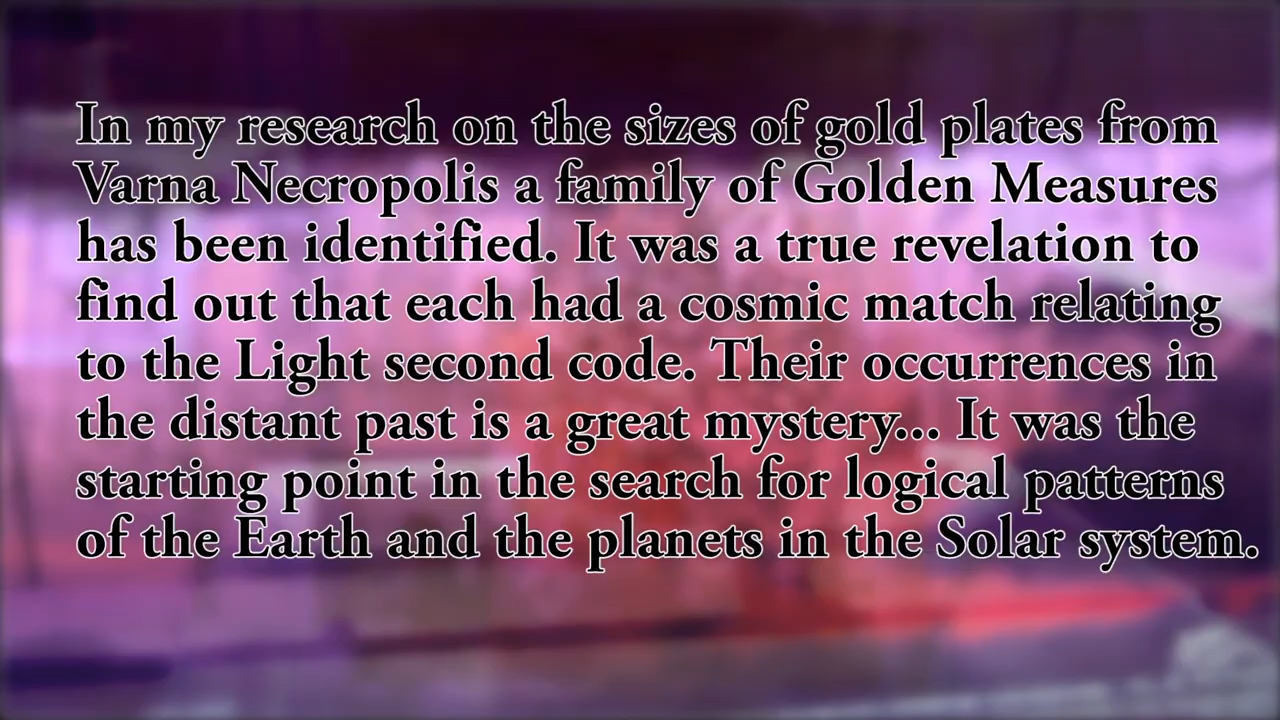 In my research on the sizes of gold plates from
Varna Necropolis a family of Golden Measures
has been identified. It was a true revelation to
find out that each had a cosmic match relating
to the Light second code. Their occurrences in
the distant past is a great mystery... It was the
starting point in the search for logical patterns
of the Earth and the planets in the Solar system.